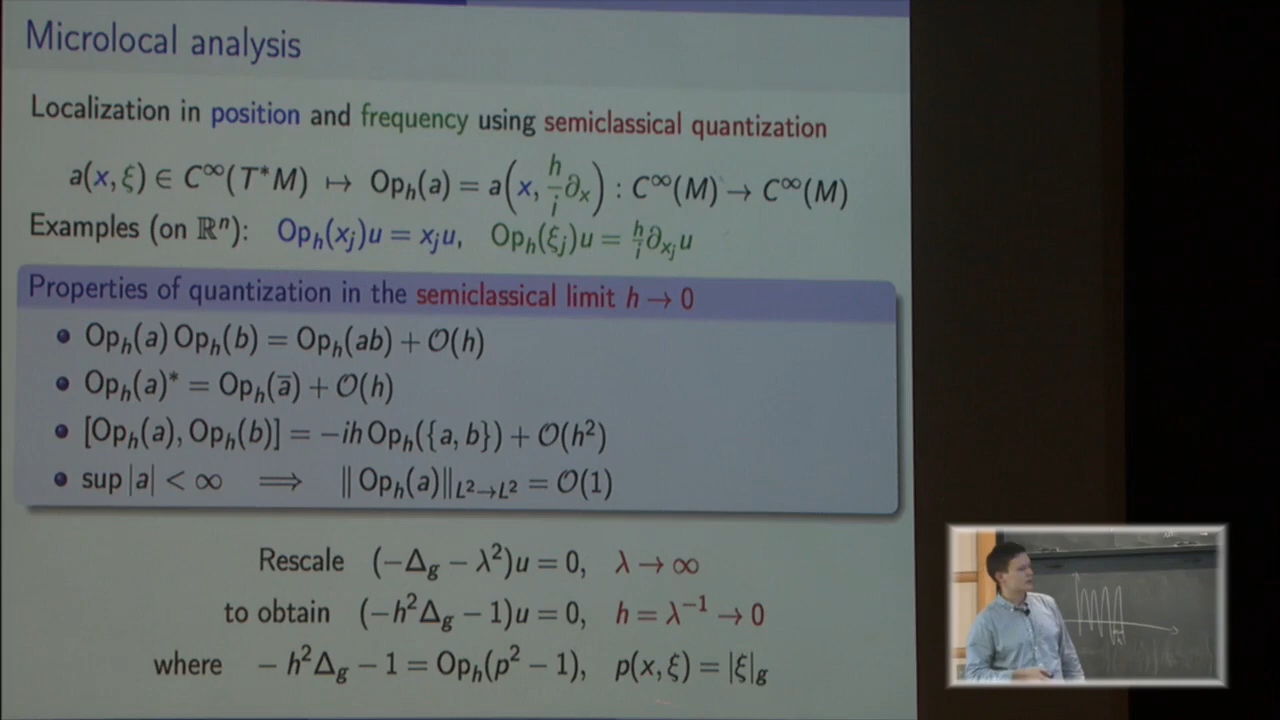 Microlocal analysis
Localization in position and frequency using semiclassical quantization
a(x, ξ) ∈ C^∞(T*M) ↦ Op_h(a) = a(x, h/i ∂_x) : C^∞(M) → C^∞(M)
Examples (on ℝ^n): Op_h(x_j)u = x_j u, Op_h(ξ_j)u = h/i ∂_{x_j} u
Properties of quantization in the semiclassical limit h → 0
• Op_h(a) Op_h(b) = Op_h(ab) + O(h)
• Op_h(a)* = Op_h(a̅) + O(h)
• [Op_h(a), Op_h(b)] = −ih Op_h({a, b}) + O(h²)
• sup |a| < ∞ ⟹ ‖ Op_h(a)‖_{L²→L²} = O(1)
Rescale (−Δ_g − λ²)u = 0, λ → ∞
to obtain (−h²Δ_g − 1)u = 0, h = λ^{−1} → 0
where − h²Δ_g − 1 = Op_h(p² − 1), p(x, ξ) = |ξ|_g